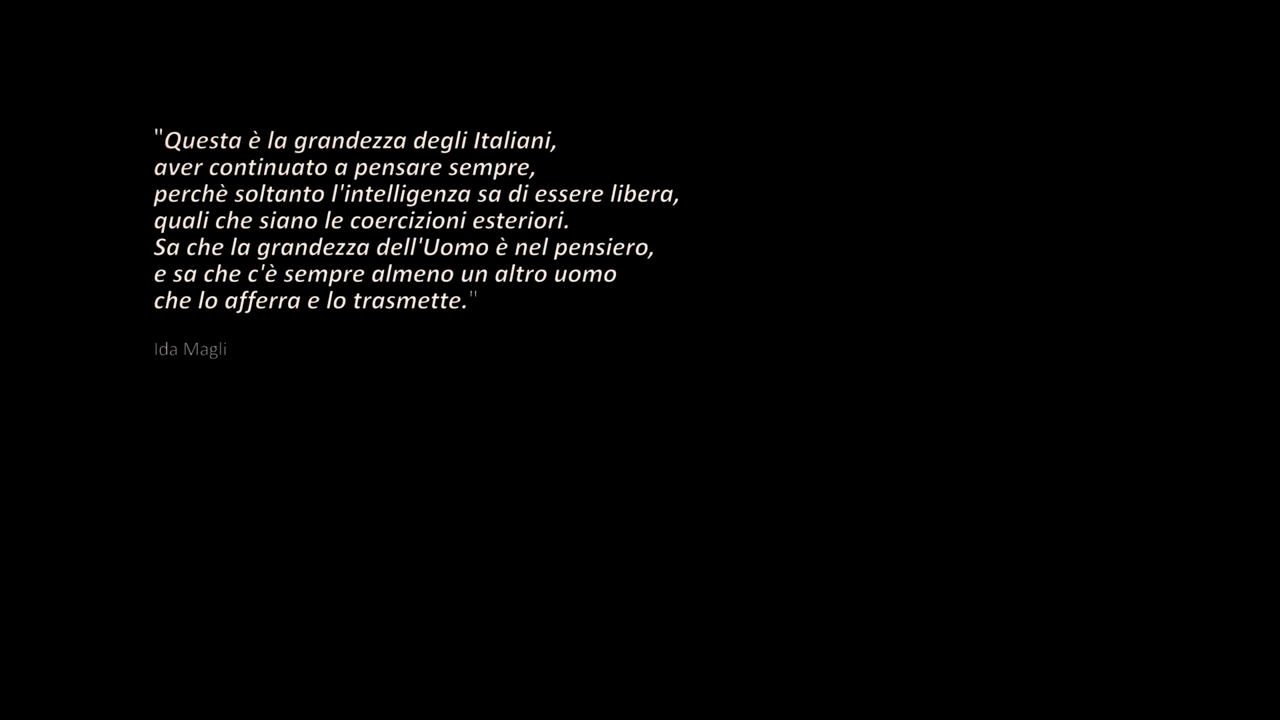 "Questa è la grandezza degli Italiani,
aver continuato a pensare sempre,
perchè soltanto l'intelligenza sa di essere libera,
quali che siano le coercizioni esteriori.
Sa che la grandezza dell'Uomo è nel pensiero,
e sa che c'è sempre almeno un altro uomo
che lo afferra e lo trasmette."
Ida Magli